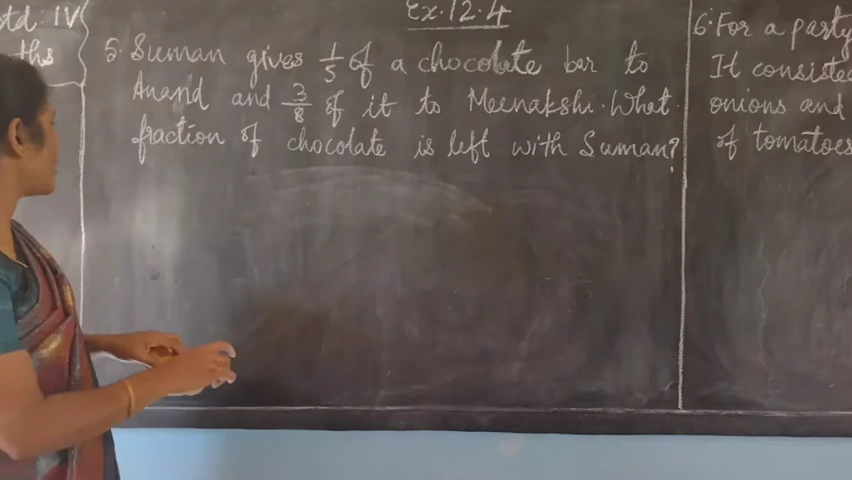 std: IV
ths
Ex.12.4
5. Suman gives 1/5 of a chocolate bar to
Anand and 3/8 of it to Meenakshi. What
fraction of chocolate is left with Suman?
6. For a party
It consisted
onions and
of tomatoes